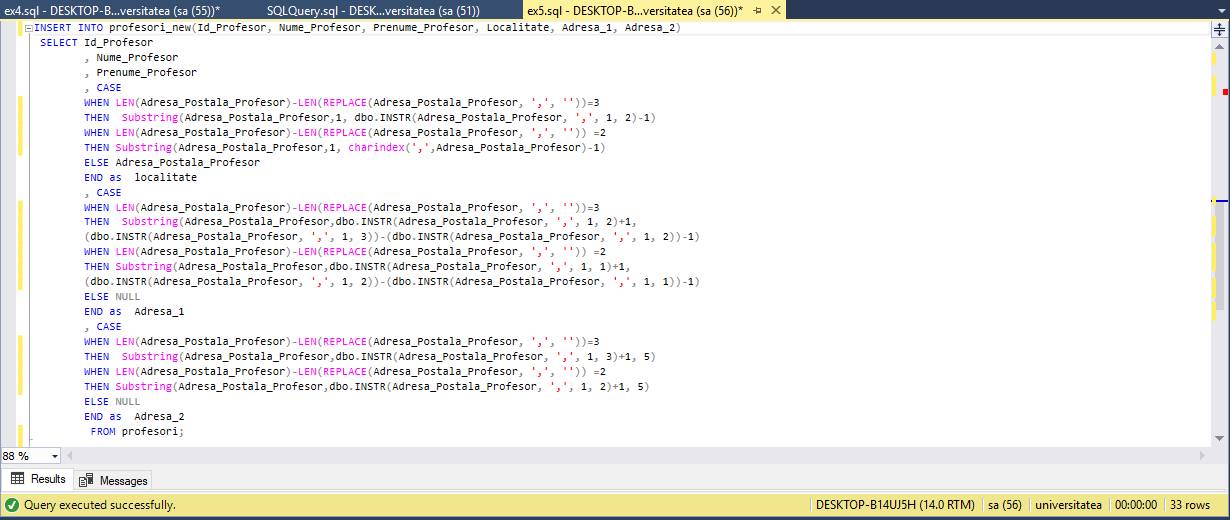 ex4.sql - DESKTOP-B...versitatea (sa (55))* SQLQuery.sql - DESK...versitatea (sa (51)) ex5.sql - DESKTOP-B...versitatea (sa (56))*
INSERT INTO profesori_new(Id_Profesor, Nume_Profesor, Prenume_Profesor, Localitate, Adresa_1, Adresa_2)
SELECT Id_Profesor
, Nume_Profesor
, Prenume_Profesor
, CASE
WHEN LEN(Adresa_Postala_Profesor)-LEN(REPLACE(Adresa_Postala_Profesor, ',', ''))=3
THEN  Substring(Adresa_Postala_Profesor,1, dbo.INSTR(Adresa_Postala_Profesor, ',', 1, 2)-1)
WHEN LEN(Adresa_Postala_Profesor)-LEN(REPLACE(Adresa_Postala_Profesor, ',', '')) =2
THEN Substring(Adresa_Postala_Profesor,1, charindex(',',Adresa_Postala_Profesor)-1)
ELSE Adresa_Postala_Profesor
END as  localitate
, CASE
WHEN LEN(Adresa_Postala_Profesor)-LEN(REPLACE(Adresa_Postala_Profesor, ',', ''))=3
THEN  Substring(Adresa_Postala_Profesor,dbo.INSTR(Adresa_Postala_Profesor, ',', 1, 2)+1,
(dbo.INSTR(Adresa_Postala_Profesor, ',', 1, 3))-(dbo.INSTR(Adresa_Postala_Profesor, ',', 1, 2))-1)
WHEN LEN(Adresa_Postala_Profesor)-LEN(REPLACE(Adresa_Postala_Profesor, ',', '')) =2
THEN Substring(Adresa_Postala_Profesor,dbo.INSTR(Adresa_Postala_Profesor, ',', 1, 1)+1,
(dbo.INSTR(Adresa_Postala_Profesor, ',', 1, 2))-(dbo.INSTR(Adresa_Postala_Profesor, ',', 1, 1))-1)
ELSE NULL
END as  Adresa_1
, CASE
WHEN LEN(Adresa_Postala_Profesor)-LEN(REPLACE(Adresa_Postala_Profesor, ',', ''))=3
THEN  Substring(Adresa_Postala_Profesor,dbo.INSTR(Adresa_Postala_Profesor, ',', 1, 3)+1, 5)
WHEN LEN(Adresa_Postala_Profesor)-LEN(REPLACE(Adresa_Postala_Profesor, ',', '')) =2
THEN Substring(Adresa_Postala_Profesor,dbo.INSTR(Adresa_Postala_Profesor, ',', 1, 2)+1, 5)
ELSE NULL
END as  Adresa_2
FROM profesori;
88 %
Results Messages
Query executed successfully. DESKTOP-B14UJ5H (14.0 RTM) sa (56) universitatea 00:00:00 33 rows